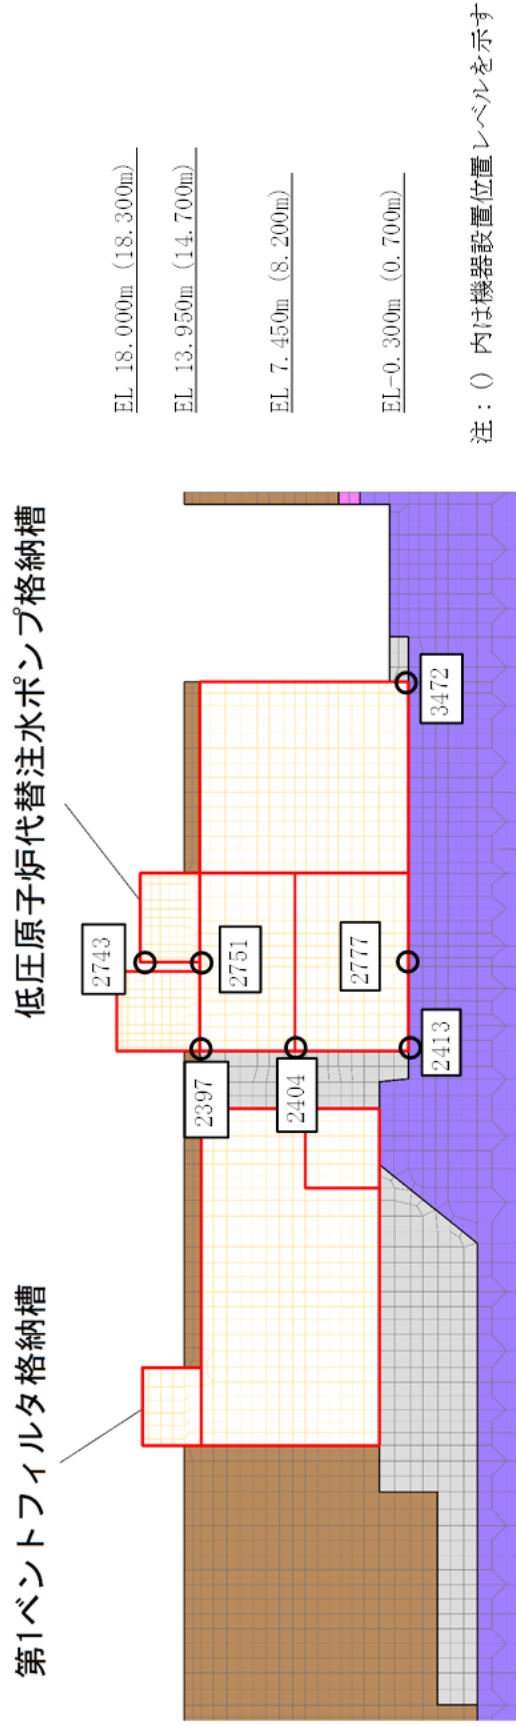 第1ベントフィルタ格納槽
低圧原子炉代替注水ポンプ格納槽
2743
2397
2751
2404
2777
2413
3472
EL 18.000m (18.300m)
EL 13.950m (14.700m)
EL 7.450m (8.200m)
EL-0.300m (0.700m)
注：() 内は機器設置位置レベルを示す